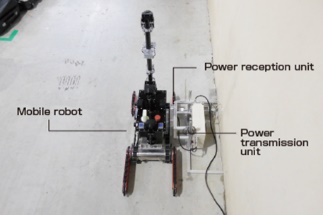 Power reception unit
Mobile robot
Power
transmission
unit